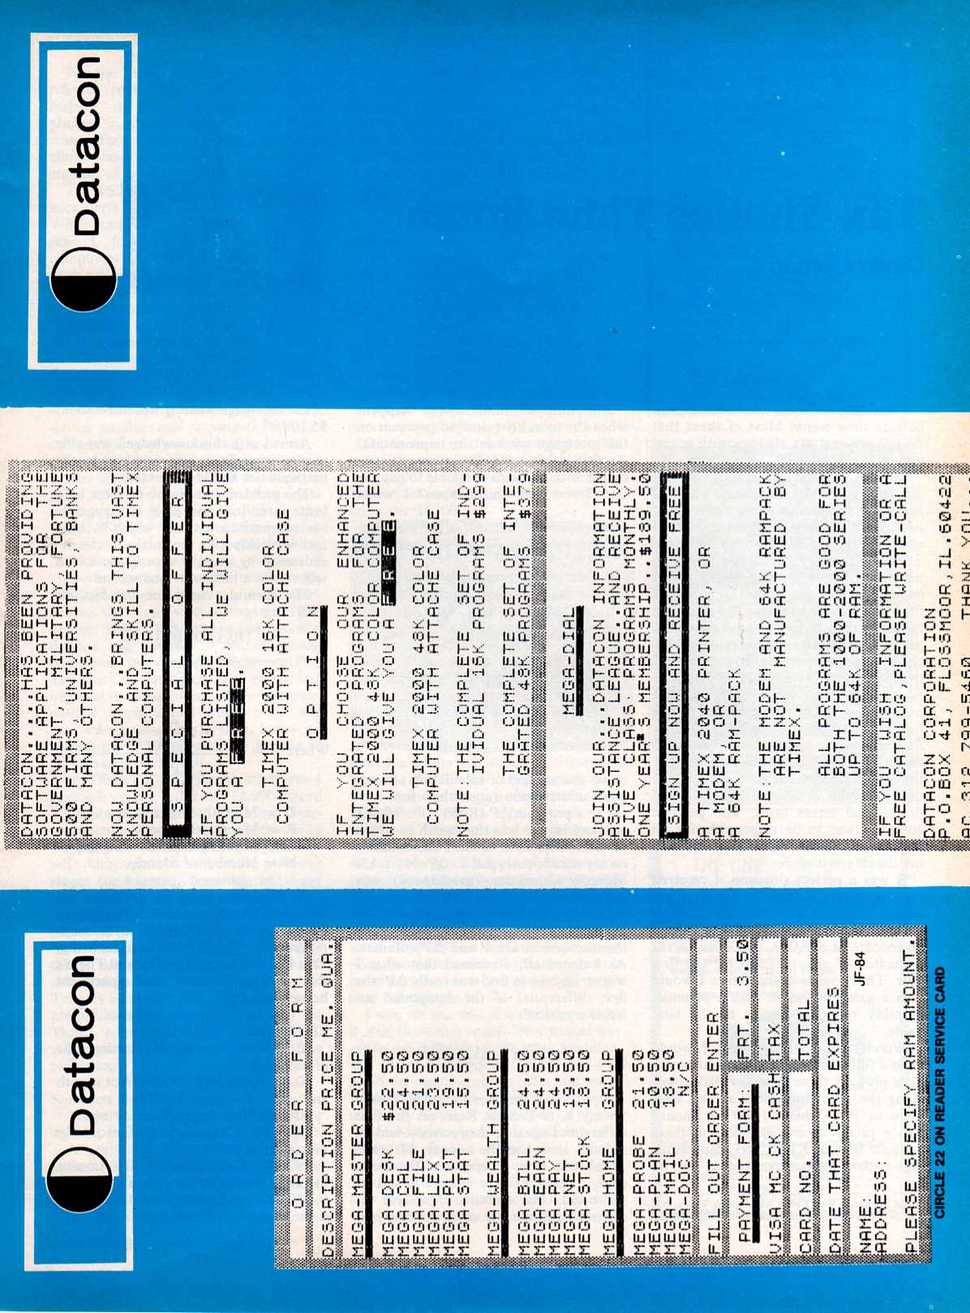 Datacon
DATACON....HAS BEEN PROVIDING
SOFTWARE APPLICATIONS FOR THE
GOVERNMENT, MILITARY, FORTUNE
500 FIRMS, UNIVERSITIES, BANKS
AND MANY OTHERS.
NOW DATACON...BRINGS THIS VAST
KNOWLEDGE AND SKILL TO TIMEX
PERSONAL COMPUTERS.
S P E C I A L O F F E R
IF YOU PURCHASE ALL INDIVIDUAL
PROGRAMS LISTED, WE WILL GIVE
YOU A FREE.
TIMEX 2000 16K COLOR
COMPUTER WITH ATTACHE CASE
O P T I O N
IF YOU CHOOSE OUR ENHANCED
INTEGRATED PROGRAMS FOR THE
TIMEX 2000 48K COLOR COMPUTER
WE WILL GIVE YOU A FREE.
TIMEX 2000 48K COLOR
COMPUTER WITH ATTACHE CASE
NOTE:THE COMPLETE SET OF IND-
IVIDUAL 16K PROGRAMS $299
THE COMPLETE SET OF INTE-
GRATED 48K PROGRAMS $379
MEGA-DIAL
JOIN OUR..DATACON INFORMATION
ASSISTANCE LEAGUE. AND RECEIVE
FIVE CLASS. PROGRAMS MONTHLY.
ONE YEAR'S MEMBERSHIP..$189.50
SIGN UP NOW AND RECEIVE FREE
A TIMEX 2040 PRINTER, OR
A MODEM, OR
A 64K RAM-PACK
NOTE:THE MODEM AND 64K RAMPACK
ARE NOT MANUFACTURED BY
TIMEX.
ALL PROGRAMS ARE GOOD FOR
BOTH THE 1000-2000 SERIES
UP TO 64K OF RAM.
IF YOU WISH INFORMATION OR A
FREE CATALOG,PLEASE WRITE-CALL
DATACON CORPORATION
P.O.BOX 41, FLOSSMOR,IL.60422
AC 312 799-5460 THANK YOU.
Datacon
O R D E R F O R M
DESCRIPTION PRICE ME. QUA.
MEGA-MASTER GROUP
MEGA-DESK $22.50
MEGA-CAL 24.50
MEGA-FILE 21.50
MEGA-LEX 23.50
MEGA-PLOT 19.50
MEGA-STAT 15.50
MEGA-WEALTH GROUP
MEGA-BILL 24.50
MEGA-EARN 24.50
MEGA-PAY 24.50
MEGA-NET 19.50
MEGA-STOCK 18.50
MEGA-HOME GROUP
MEGA-PROBE 21.50
MEGA-PLAN 20.50
MEGA-MAIL 18.50
MEGA-DOC N/C
FILL OUT ORDER ENTER
PAYMENT FORM: FRT. 3.50
VISA MC CK CASH TAX
CARD NO. TOTAL
DATE THAT CARD EXPIRES
NAME: JF-84
ADDRESS:
PLEASE SPECIFY RAM AMOUNT.
CIRCLE 22 ON READER SERVICE CARD